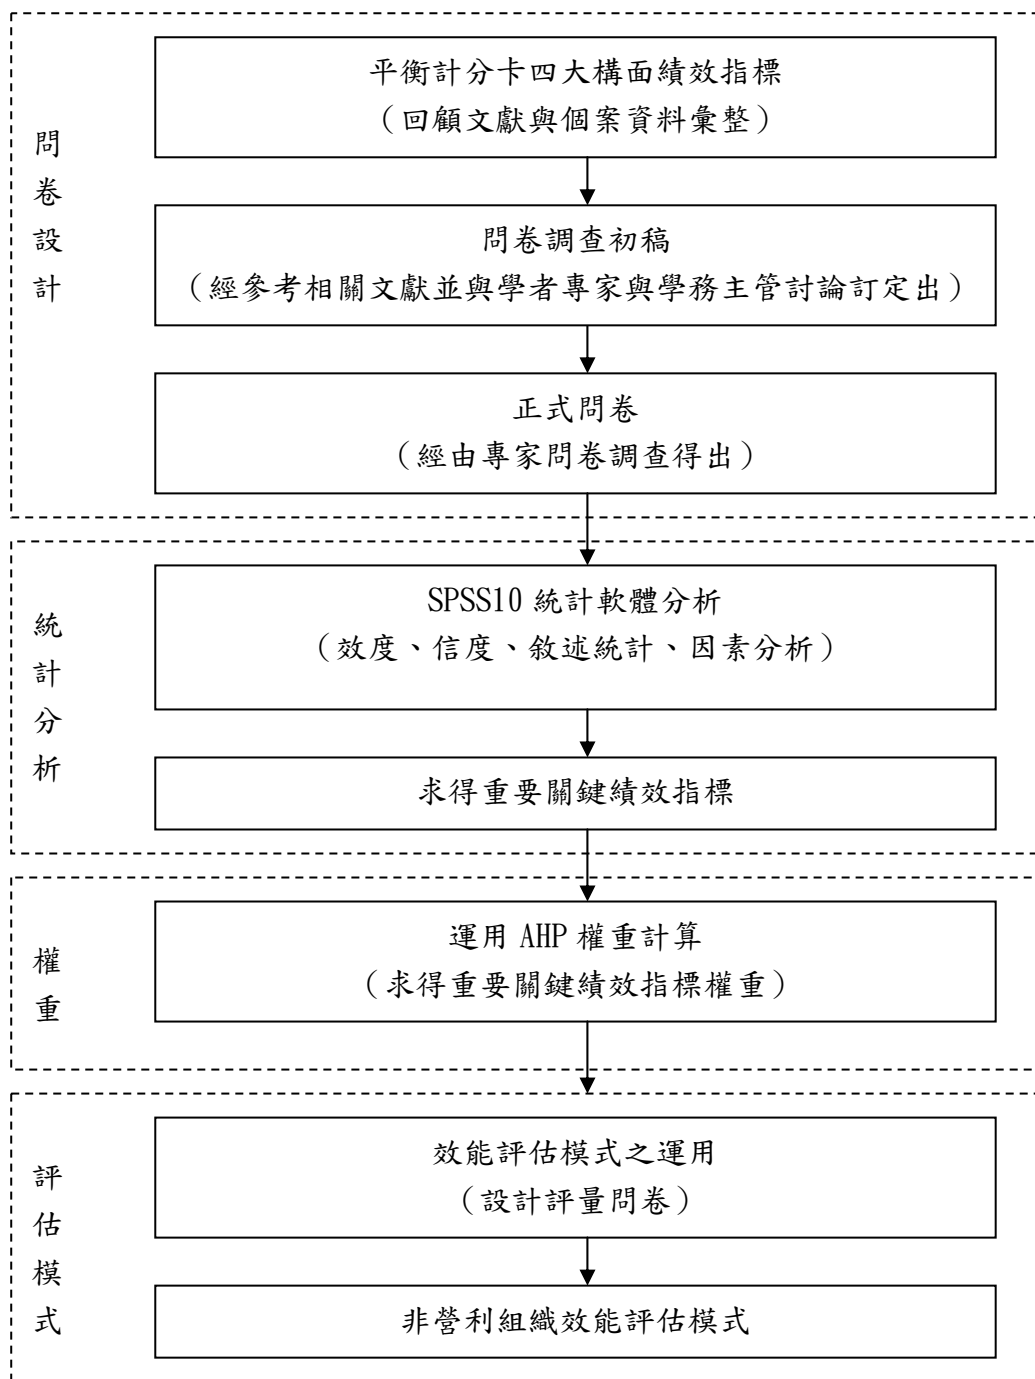 問卷設計
平衡計分卡四大構面績效指標
（回顧文獻與個案資料彙整）
問卷調查初稿
（經參考相關文獻並與學者專家與學務主管討論訂定出）
正式問卷
（經由專家問卷調查得出）
統計分析
SPSS10 統計軟體分析
（效度、信度、敘述統計、因素分析）
求得重要關鍵績效指標
權重
運用 AHP 權重計算
（求得重要關鍵績效指標權重）
評估模式
效能評估模式之運用
（設計評量問卷）
非營利組織效能評估模式